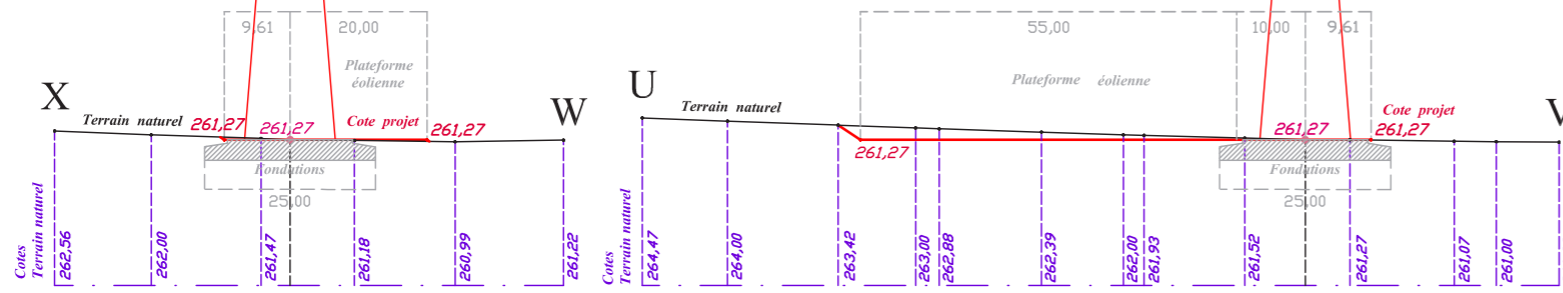 9,61
20,00
Plateforme
éolienne
X
W
Terrain naturel
261,27
261,27
Cote projet
261,27
Fondations
25,00
Cotes
Terrain naturel
262,56
262,00
261,47
261,18
260,99
261,22
55,00
10,00
9,61
Plateforme éolienne
U
V
Terrain naturel
261,27
261,27
Cote projet
261,27
Fondations
25,00
Cotes
Terrain naturel
264,47
264,00
263,42
263,00
262,88
262,39
262,00
261,93
261,52
261,27
261,07
261,00